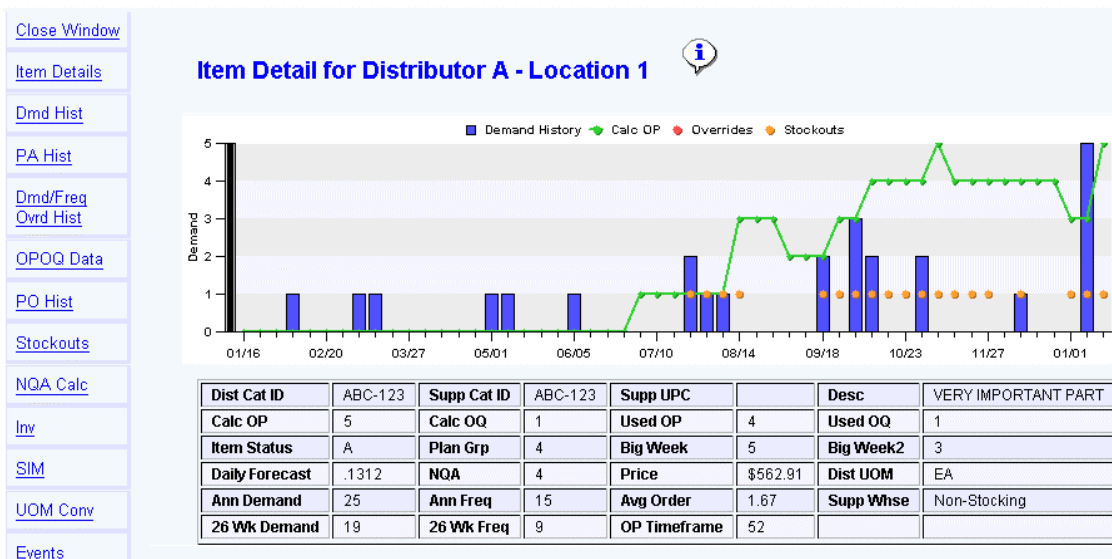 Close Window
Item Details
Dmd Hist
PA Hist
Dmd/Freq
Ovrd Hist
OPOQ Data
PO Hist
Stockouts
NQA Calc
Inv
SIM
UOM Conv
Events
Item Detail for Distributor A - Location 1
i
Demand History Calc OP Overrides Stockouts
Demand
5
4
3
2
1
0
01/16 02/20 03/27 05/01 06/05 07/10 08/14 09/18 10/23 11/27 01/01
Dist Cat ID ABC-123 Supp Cat ID ABC-123 Supp UPC Desc VERY IMPORTANT PART
Calc OP 5 Calc OQ 1 Used OP 4 Used OQ 1
Item Status A Plan Grp 4 Big Week 5 Big Week2 3
Daily Forecast .1312 NQA 4 Price $562.91 Dist UOM EA
Ann Demand 25 Ann Freq 15 Avg Order 1.67 Supp Whse Non-Stocking
26 Wk Demand 19 26 Wk Freq 9 OP Timeframe 52